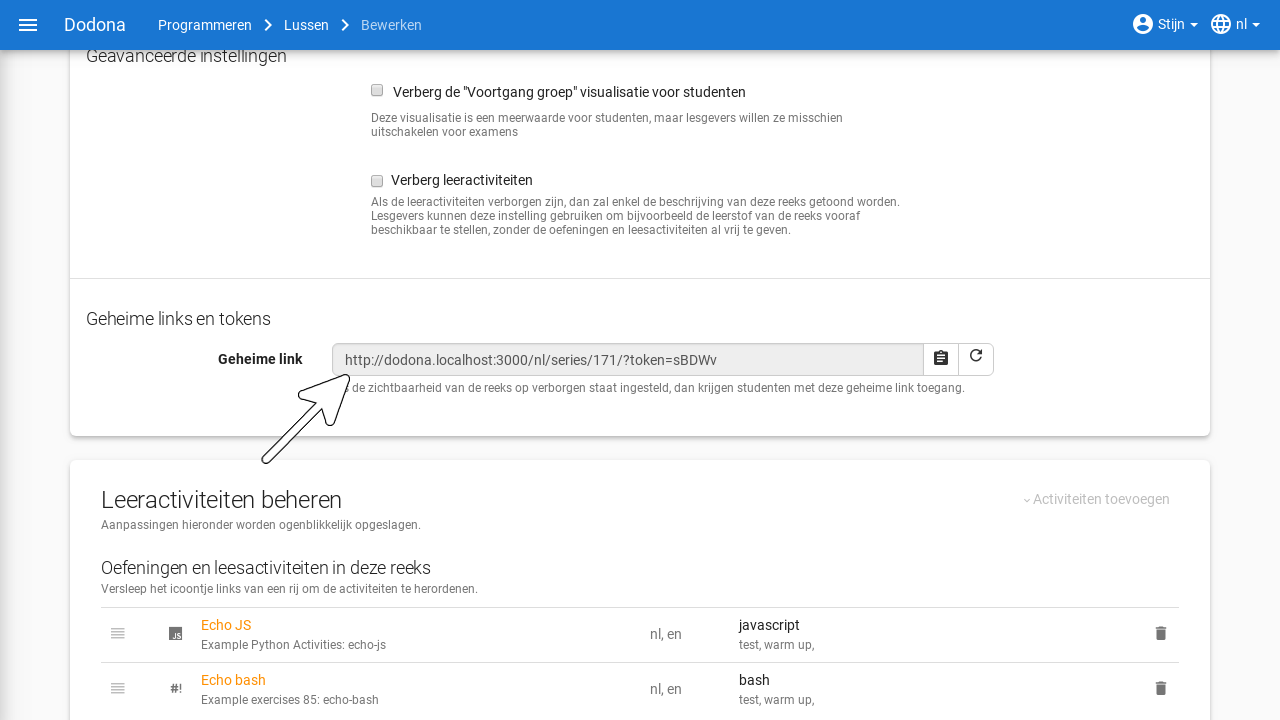 Dodona Programmeren Lussen Bewerken Stijn nl
Geavanceerde instellingen
Verberg de "Voortgang groep" visualisatie voor studenten
Deze visualisatie is een meerwaarde voor studenten, maar lesgevers willen ze misschien
uitschakelen voor examens
Verberg leeractiviteiten
Als de leeractiviteiten verborgen zijn, dan zal enkel de beschrijving van deze reeks getoond worden.
Lesgevers kunnen deze instelling gebruiken om bijvoorbeeld de leerstof van de reeks vooraf
beschikbaar te stellen, zonder de oefeningen en leesactiviteiten al vrij te geven.
Geheime links en tokens
Geheime link http://dodona.localhost:3000/nl/series/171/?token=sBDWv
de zichtbaarheid van de reeks op verborgen staat ingesteld, dan krijgen studenten met deze geheime link toegang.
Leeractiviteiten beheren
Activiteiten toevoegen
Aanpassingen hieronder worden ogenblikkelijk opgeslagen.
Oefeningen en leesactiviteiten in deze reeks
Versleep het icoontje links van een rij om de activiteiten te herordenen.
JS Echo JS nl, en javascript
Example Python Activities: echo-js test, warm up,
#! Echo bash nl, en bash
Example exercises 85: echo-bash test, warm up,